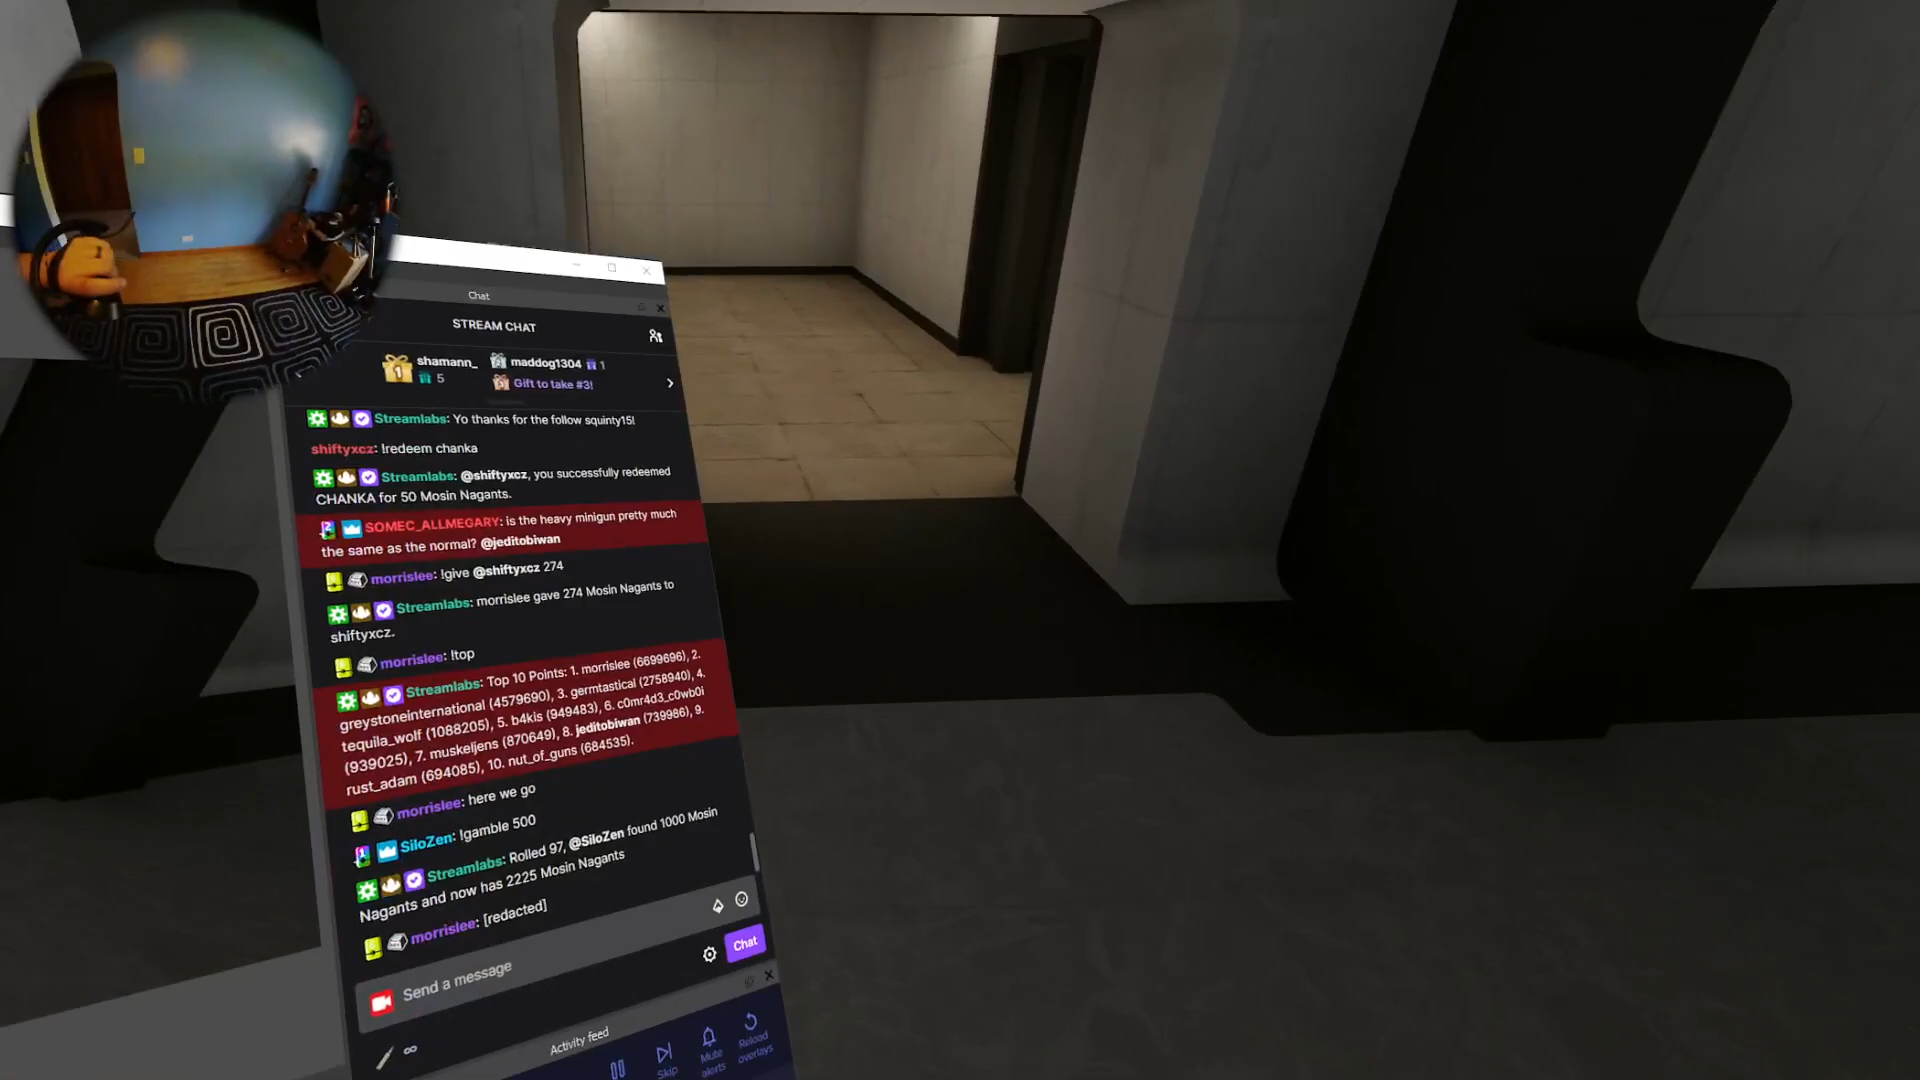 Chat
STREAM CHAT
shamann_
5
maddog1304 1
Gift to take #3!
Streamlabs: Yo thanks for the follow squinty15!
shiftyxcz: !redeem chanka
Streamlabs: @shiftyxcz, you successfully redeemed
CHANKA for 50 Mosin Nagants.
SOMEC_ALLMEGARY: is the heavy minigun pretty much
the same as the normal? @jeditobiwan
morrislee: !give @shiftyxcz 274
Streamlabs: morrislee gave 274 Mosin Nagants to
shiftyxcz.
morrislee: !top
Streamlabs: Top 10 Points: 1. morrislee (6699696), 2.
greystoneinternational (4579690), 3. germtastical (2758940), 4.
tequila_wolf (1088205), 5. b4kis (949483), 6. c0mr4d3_c0wb0i
(939025), 7. muskeljens (870649), 8. jeditobiwan (739986), 9.
rust_adam (694085), 10. nut_of_guns (684535).
morrislee: here we go
SiloZen: !gamble 500
Streamlabs: Rolled 97, @SiloZen found 1000 Mosin
Nagants and now has 2225 Mosin Nagants
morrislee: [redacted]
Send a message
Chat
Activity feed
Skip
Mute
alerts
Reload
overlays